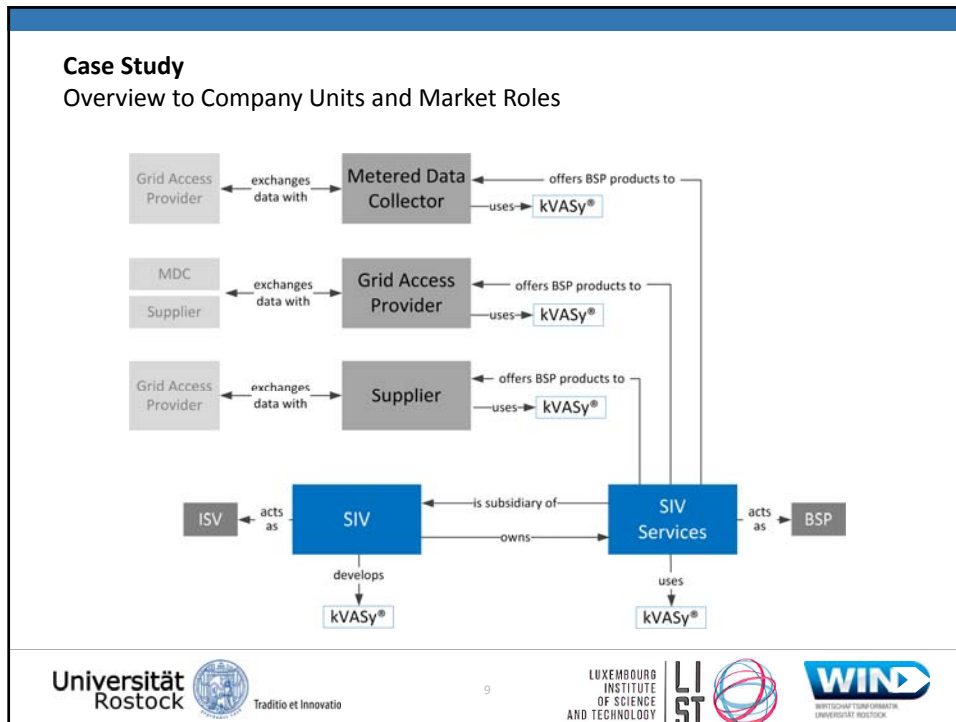 Case Study
Overview to Company Units and Market Roles
Grid Access
Provider
exchanges
data with
Metered Data
Collector
offers BSP products to
uses
kVASy®
MDC
Supplier
exchanges
data with
Grid Access
Provider
offers BSP products to
uses
kVASy®
Grid Access
Provider
exchanges
data with
Supplier
offers BSP products to
uses
kVASy®
ISV
acts
as
SIV
is subsidiary of
owns
SIV
Services
acts
as
BSP
develops
kVASy®
uses
kVASy®
Universität
Rostock
Traditio et Innovatio
9
LUXEMBOURG
INSTITUTE
OF SCIENCE
AND TECHNOLOGY
LI
ST
WIN
WIRTSCHAFTSINFORMATIK
UNIVERSITÄT ROSTOCK